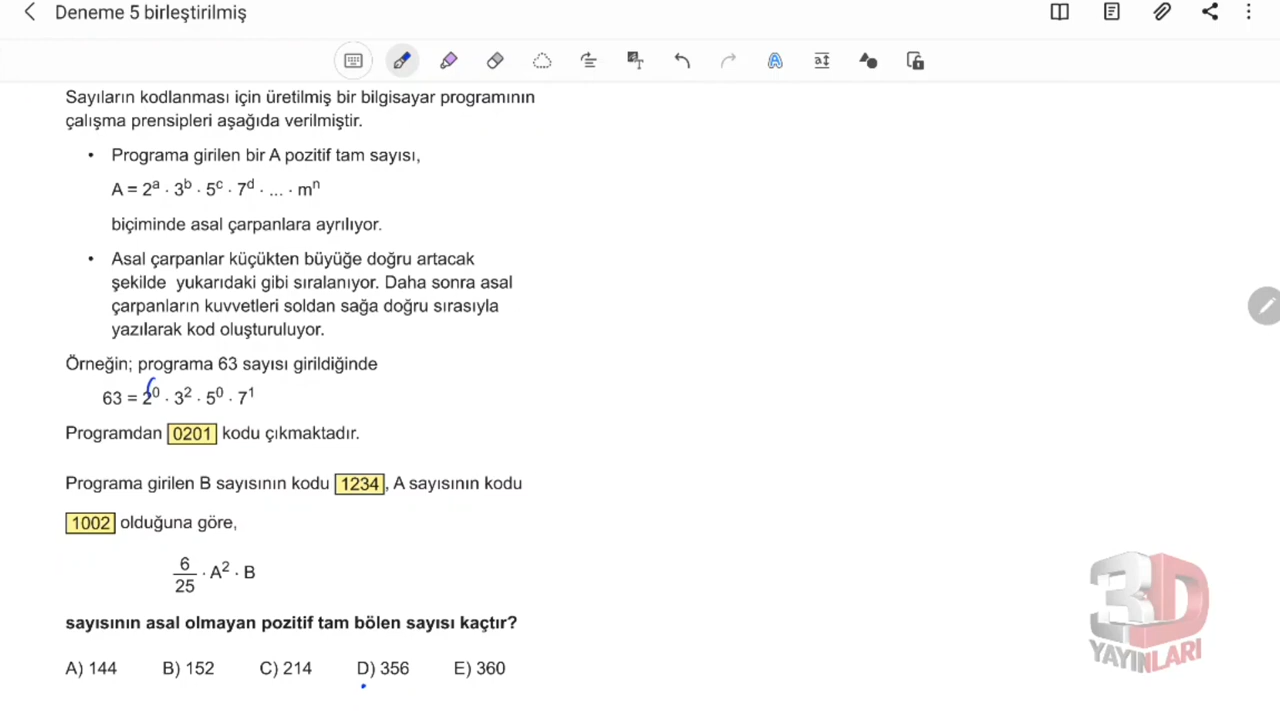 Deneme 5 birleştirilmiş
Sayıların kodlanması için üretilmiş bir bilgisayar programının
çalışma prensipleri aşağıda verilmiştir.
• Programa girilen bir A pozitif tam sayısı,
A = 2ᵃ · 3ᵇ · 5ᶜ · 7ᵈ · ... · mⁿ
biçiminde asal çarpanlara ayrılıyor.
• Asal çarpanlar küçükten büyüğe doğru artacak
şekilde yukarıdaki gibi sıralanıyor. Daha sonra asal
çarpanların kuvvetleri soldan sağa doğru sırasıyla
yazılarak kod oluşturuluyor.
Örneğin; programa 63 sayısı girildiğinde
63 = 2⁰ · 3² · 5⁰ · 7¹
Programdan 0201 kodu çıkmaktadır.
Programa girilen B sayısının kodu 1234, A sayısının kodu
1002 olduğuna göre,
6/25 · A² · B
sayısının asal olmayan pozitif tam bölen sayısı kaçtır?
A) 144 B) 152 C) 214 D) 356 E) 360
3D
YAYINLARI